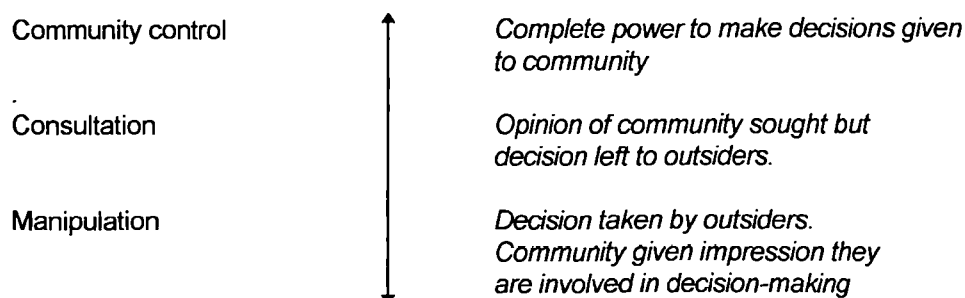 Community control
Complete power to make decisions given
to community
Consultation
Opinion of community sought but
decision left to outsiders.
Manipulation
Decision taken by outsiders.
Community given impression they
are involved in decision-making